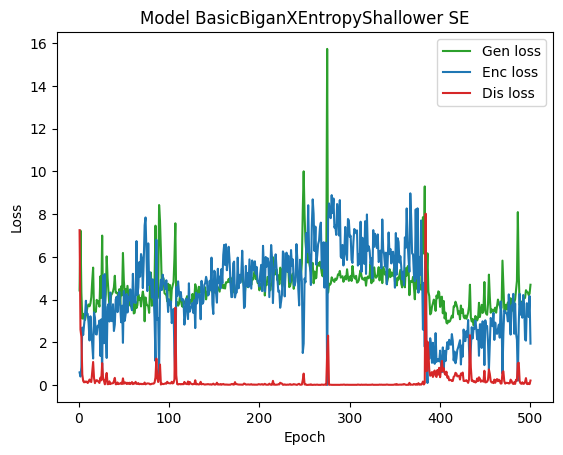 Model BasicBiganXEntropyShallower SE
Gen loss
Enc loss
Dis loss
Loss
16
14
12
10
8
6
4
2
0
0 100 200 300 400 500
Epoch